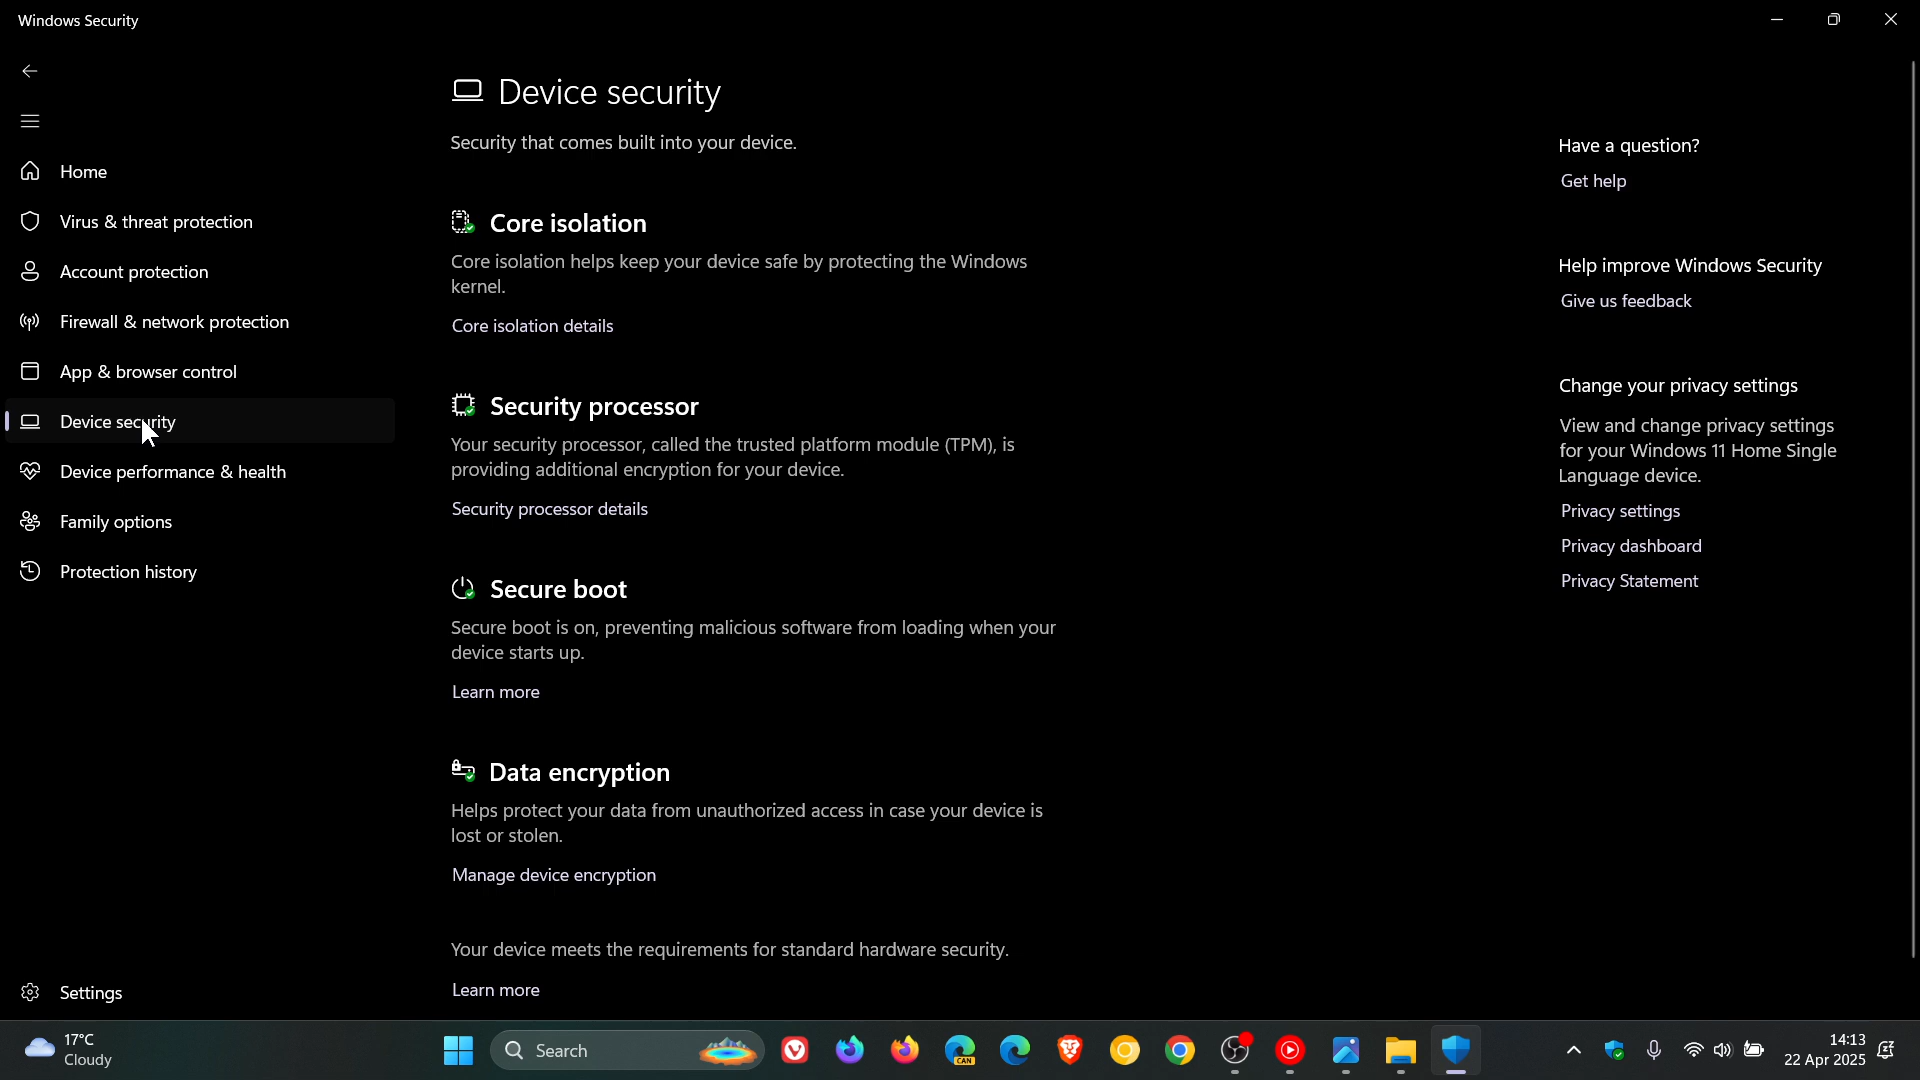 Windows Security
Home
Virus & threat protection
Account protection
Firewall & network protection
App & browser control
Device security
Device performance & health
Family options
Protection history
Settings
Device security
Security that comes built into your device.
Core isolation
Core isolation helps keep your device safe by protecting the Windows
kernel.
Core isolation details
Security processor
Your security processor, called the trusted platform module (TPM), is
providing additional encryption for your device.
Security processor details
Secure boot
Secure boot is on, preventing malicious software from loading when your
device starts up.
Learn more
Data encryption
Helps protect your data from unauthorized access in case your device is
lost or stolen.
Manage device encryption
Your device meets the requirements for standard hardware security.
Learn more
Have a question?
Get help
Help improve Windows Security
Give us feedback
Change your privacy settings
View and change privacy settings
for your Windows 11 Home Single
Language device.
Privacy settings
Privacy dashboard
Privacy Statement
17°C
Cloudy
Search
CAN
14:13
22 Apr 2025